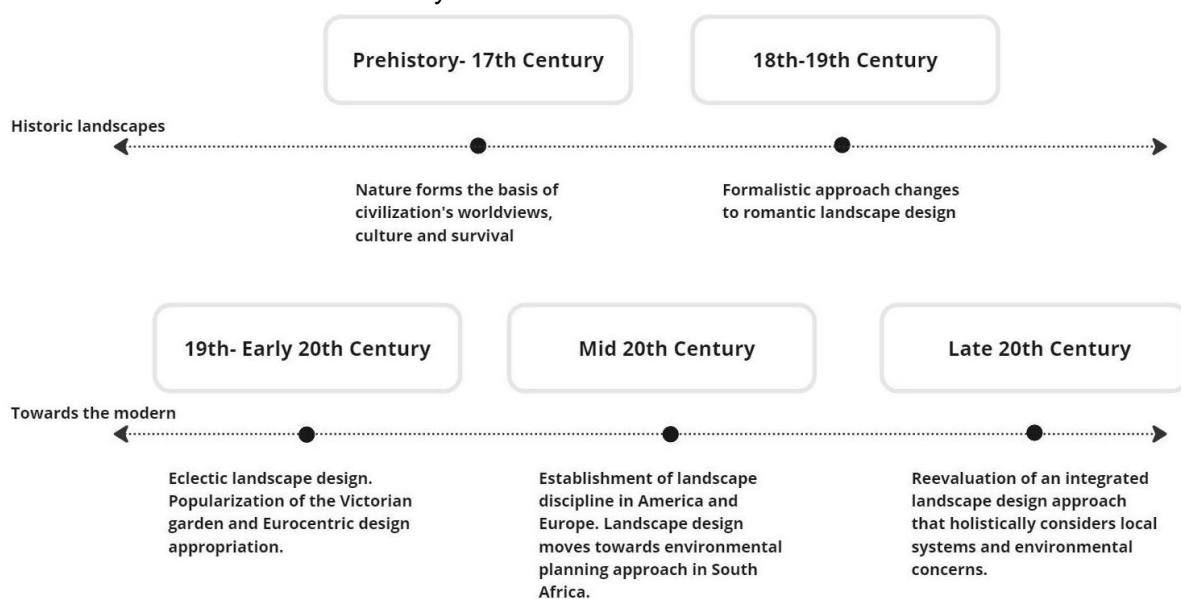 Prehistory- 17th Century
18th-19th Century
Historic landscapes
Nature forms the basis of
civilization's worldviews,
culture and survival
Formalistic approach changes
to romantic landscape design
19th- Early 20th Century
Mid 20th Century
Late 20th Century
Towards the modern
Eclectic landscape design.
Popularization of the Victorian
garden and Eurocentric design
appropriation.
Establishment of landscape
discipline in America and
Europe. Landscape design
moves towards environmental
planning approach in South
Africa.
Reevaluation of an integrated
landscape design approach
that holistically considers local
systems and environmental
concerns.